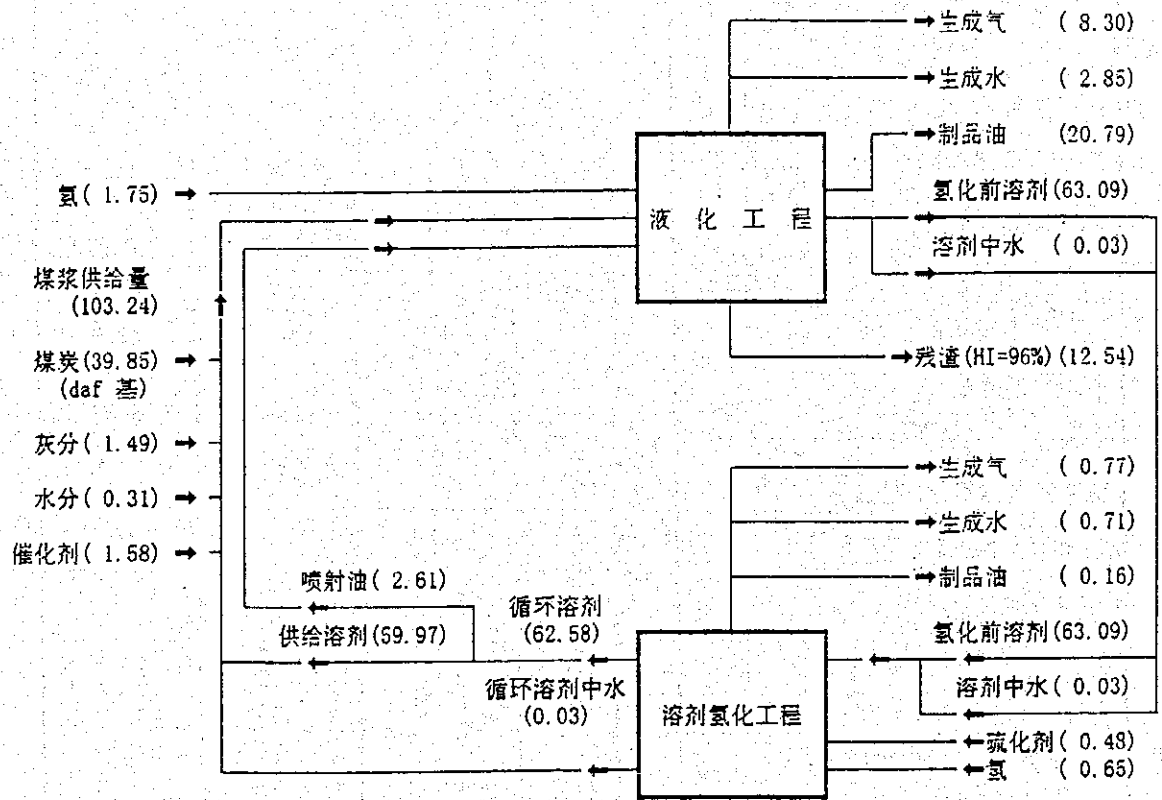 生成气 ( 8.30)
生成水 ( 2.85)
制品油 (20.79)
氢( 1.75)
氢化前溶剂(63.09)
液化工程
溶剂中水 ( 0.03)
煤浆供给量
(103.24)
煤炭(39.85)
(daf 基)
残渣(HI=96%)(12.54)
灰分( 1.49)
生成气 ( 0.77)
水分( 0.31)
生成水 ( 0.71)
催化剂( 1.58)
制品油 ( 0.16)
喷射油( 2.61)
循环溶剂
(62.58)
供给溶剂(59.97)
氢化前溶剂(63.09)
循环溶剂中水
(0.03)
溶剂中水( 0.03)
溶剂氢化工程
硫化剂( 0.48)
氢 ( 0.65)